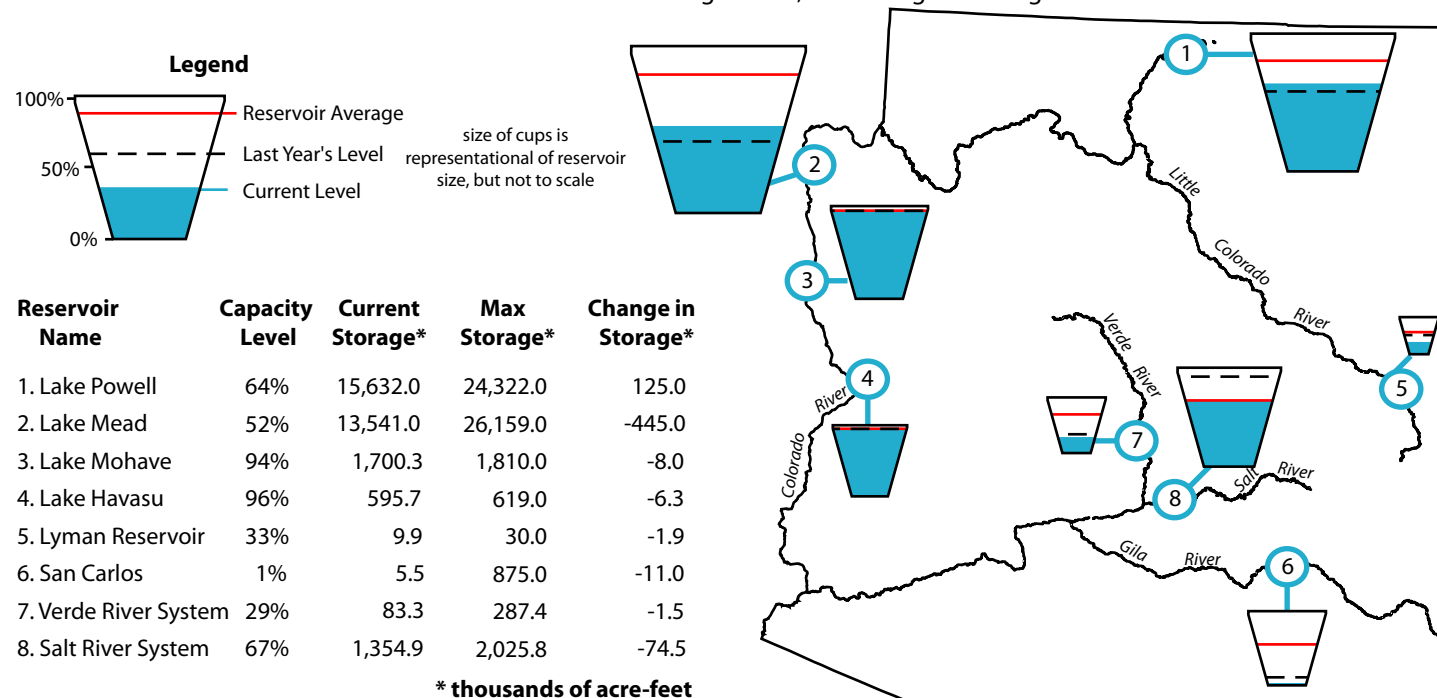 Legend
100%
Reservoir Average
Last Year's Level
50%
Current Level
0%
size of cups is
representational of reservoir
size, but not to scale
Reservoir Name Capacity Level Current Storage* Max Storage* Change in Storage*
1. Lake Powell 64% 15,632.0 24,322.0 125.0
2. Lake Mead 52% 13,541.0 26,159.0 -445.0
3. Lake Mohave 94% 1,700.3 1,810.0 -8.0
4. Lake Havasu 96% 595.7 619.0 -6.3
5. Lyman Reservoir 33% 9.9 30.0 -1.9
6. San Carlos 1% 5.5 875.0 -11.0
7. Verde River System 29% 83.3 287.4 -1.5
8. Salt River System 67% 1,354.9 2,025.8 -74.5
* thousands of acre-feet
1
2
3
Little
Colorado
River
Verde
River
4
5
River
Colorado
7
8
Salt
River
Gila
River
6